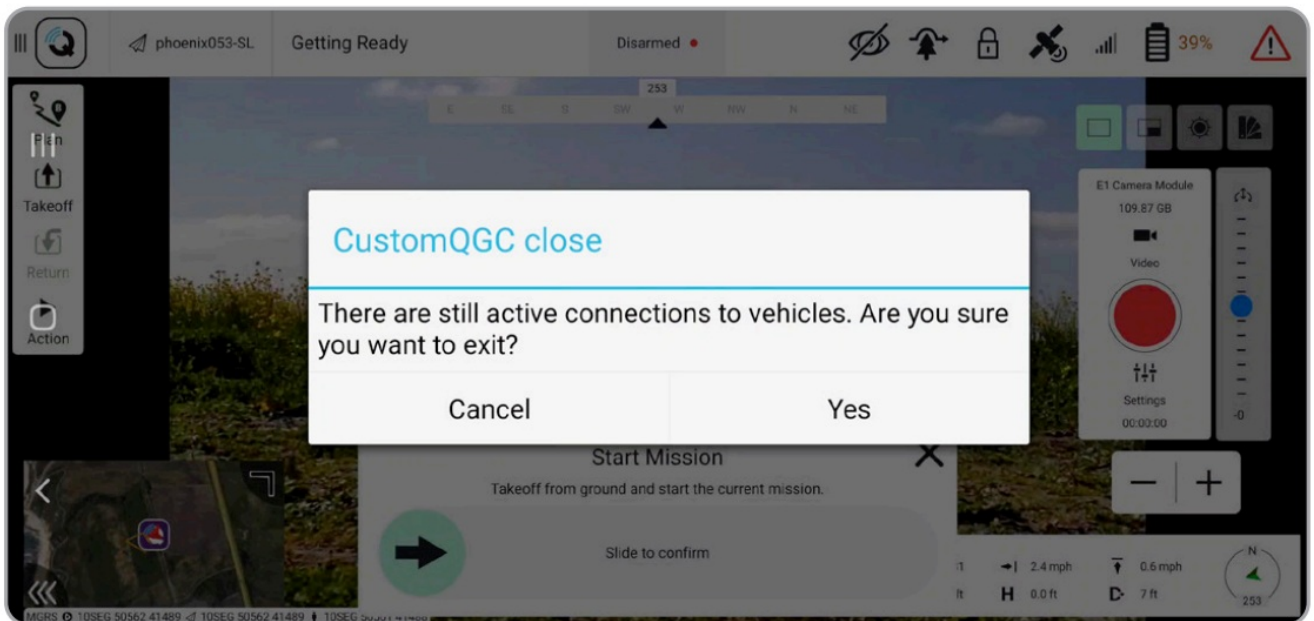 phoenix053-SL
Getting Ready
Disarmed
39%
253
E SE S SW W NW N NE
Plan
Takeoff
Return
Action
E1 Camera Module
109.87 GB
Video
Settings
00:00:00
-0
CustomQGC close
There are still active connections to vehicles. Are you sure
you want to exit?
Cancel Yes
Start Mission
Takeoff from ground and start the current mission.
Slide to confirm
2.4 mph 0.6 mph
ft H 0.0 ft D 7 ft
N
253
MGRS 10SEG 50562 41489 10SEG 50562 41489 10SEG